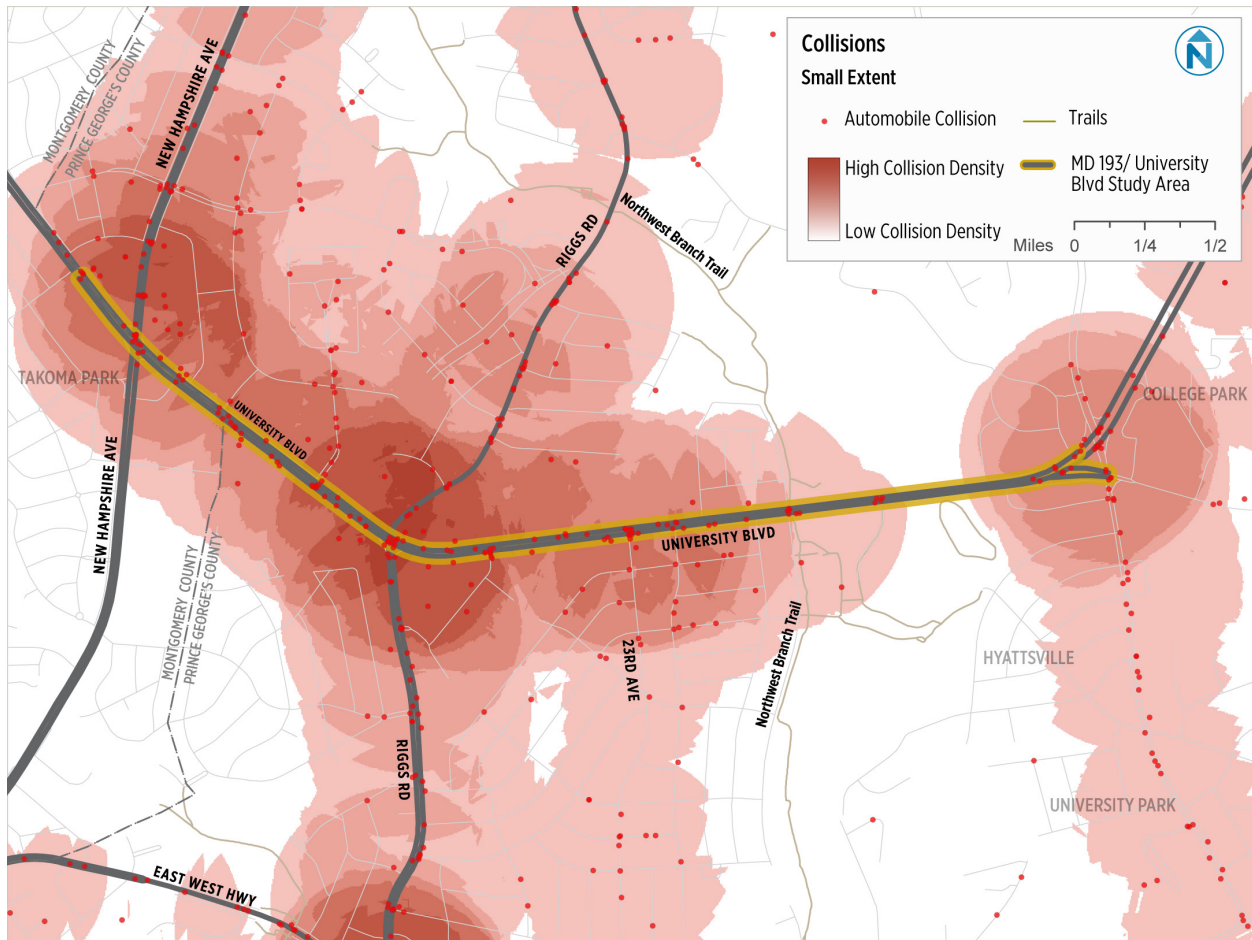 Collisions
Small Extent
N
Automobile Collision
Trails
High Collision Density
MD 193/ University
Blvd Study Area
Low Collision Density
Miles 0 1/4 1/2
MONTGOMERY COUNTY
PRINCE GEORGE'S COUNTY
NEW HAMPSHIRE AVE
RIGGS RD
Northwest Branch Trail
TAKOMA PARK
COLLEGE PARK
UNIVERSITY BLVD
NEW HAMPSHIRE AVE
UNIVERSITY BLVD
MONTGOMERY COUNTY
PRINCE GEORGE'S COUNTY
23RD AVE
Northwest Branch Trail
HYATTSVILLE
RIGGS RD
UNIVERSITY PARK
EAST WEST HWY